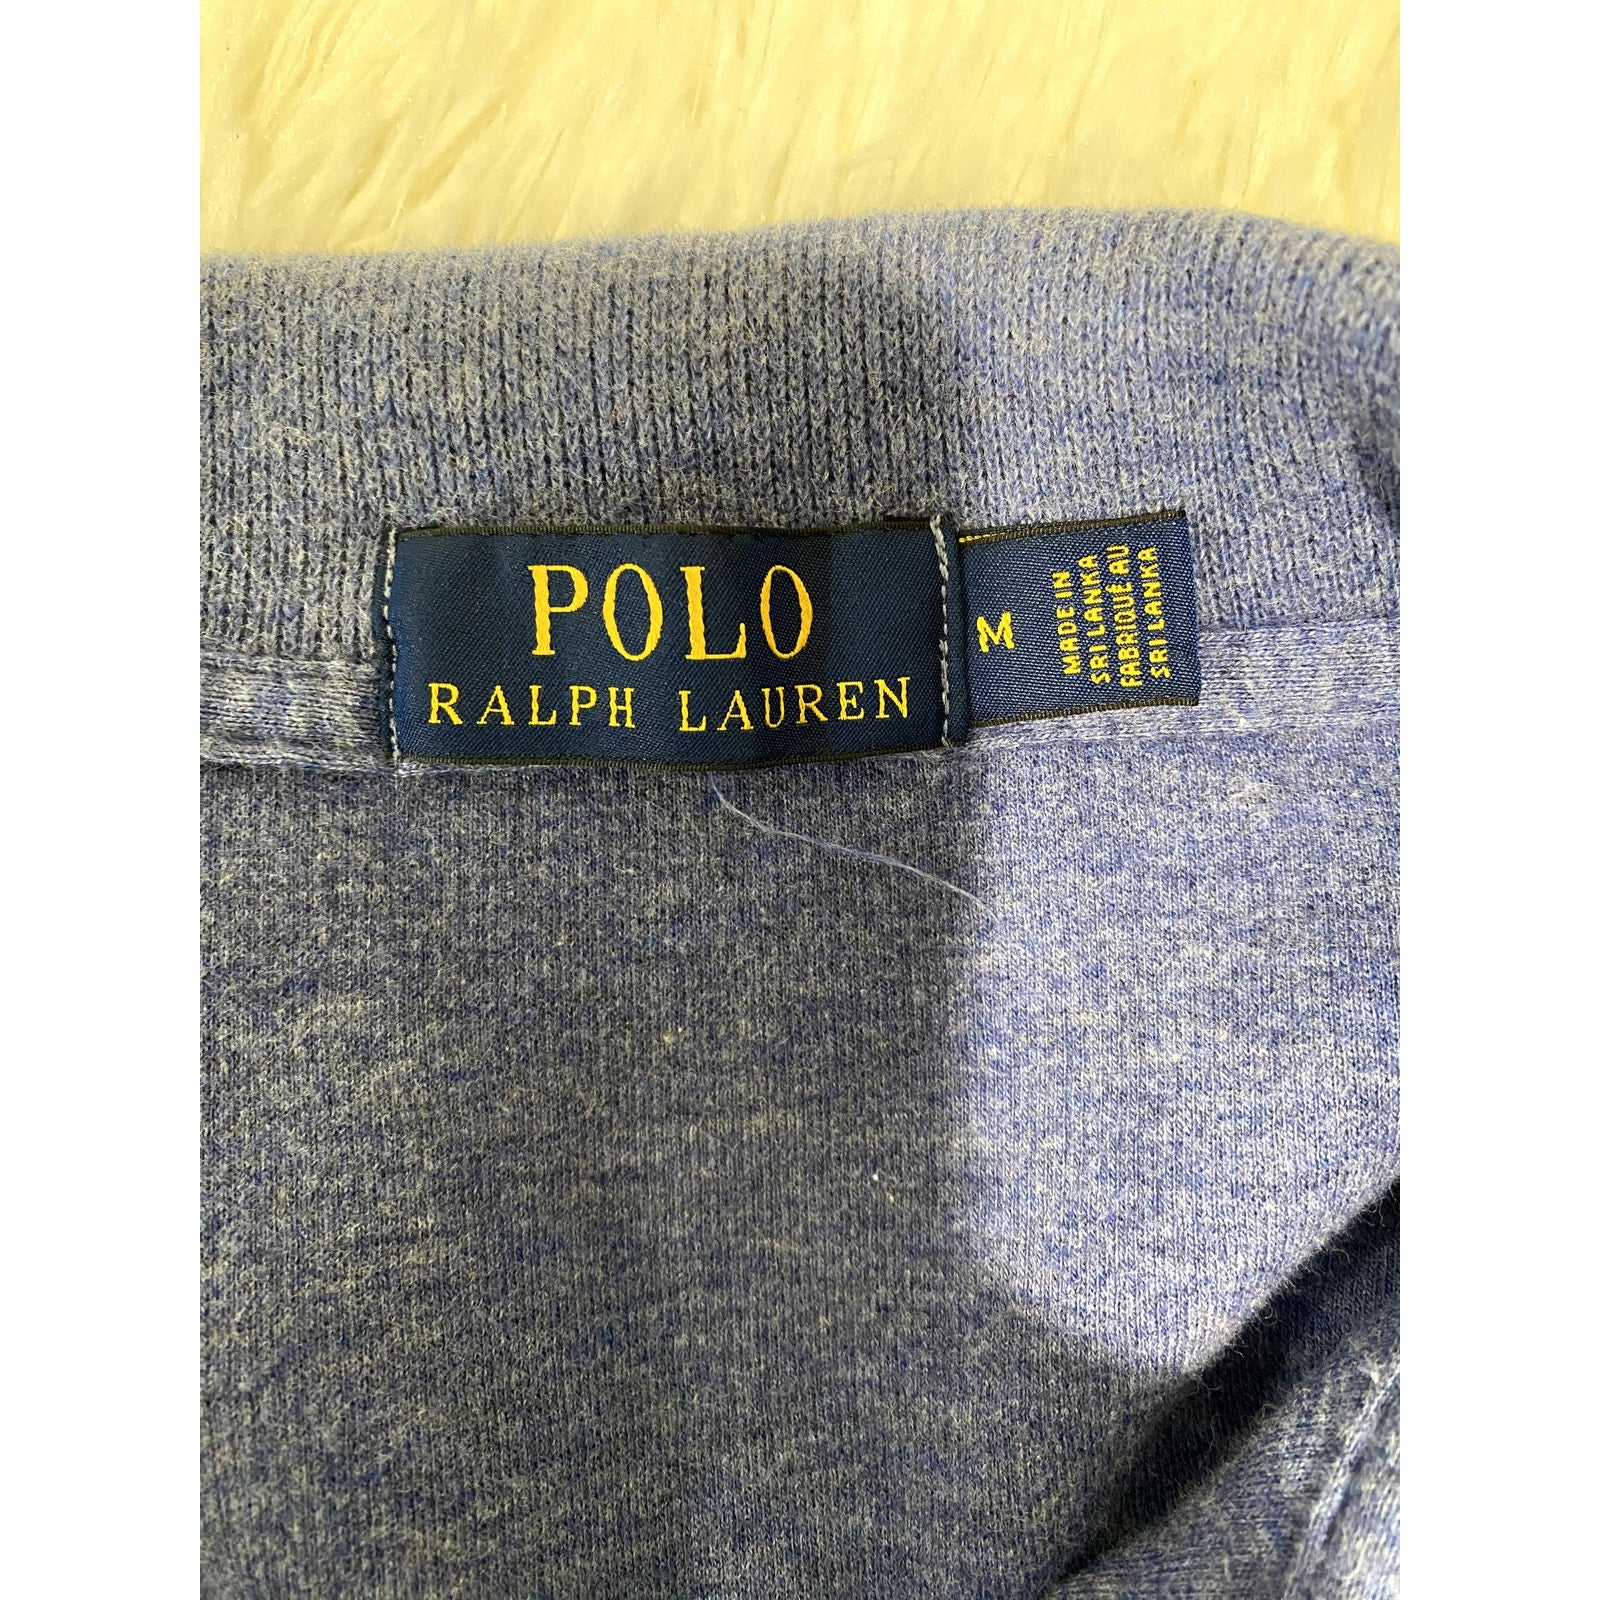 POLO
RALPH LAUREN
M
MADE IN
SRI LANKA
FABRIQUÉ AU
SRI LANKA